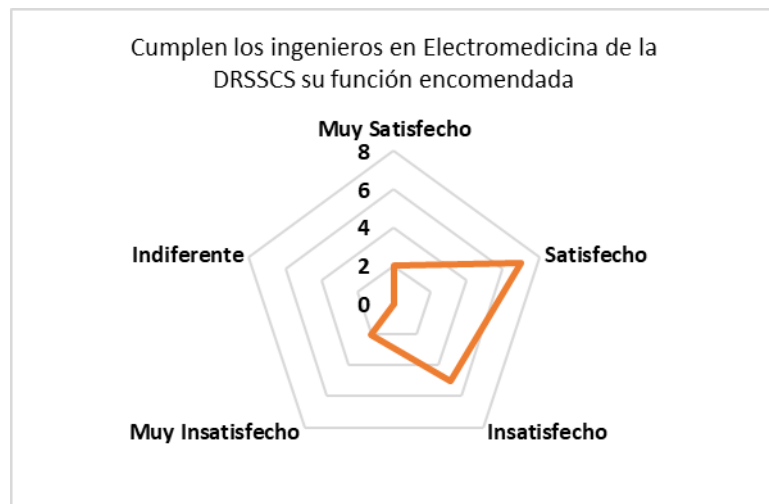 Cumplen los ingenieros en Electromedicina de la
DRSSCS su función encomendada
Muy Satisfecho
8
6
4
2
0
Indiferente
Satisfecho
Muy Insatisfecho
Insatisfecho